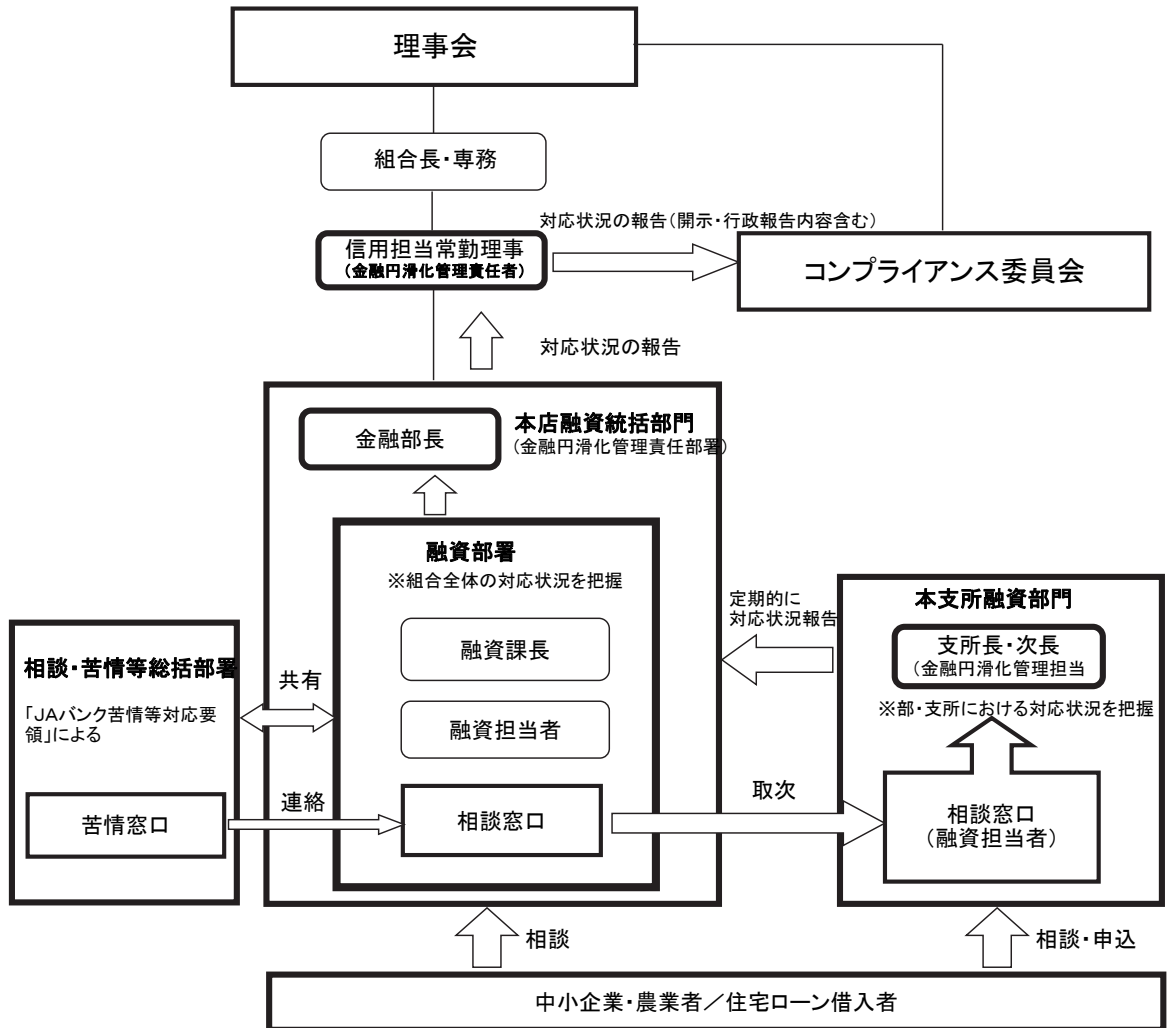 理事会
組合長・専務
対応状況の報告(開示・行政報告内容含む)
信用担当常勤理事
(金融円滑化管理責任者)
コンプライアンス委員会
対応状況の報告
金融部長
本店融資統括部門
(金融円滑化管理責任部署)
融資部署
※組合全体の対応状況を把握
融資課長
融資担当者
相談窓口
相談・苦情等総括部署
「JAバンク苦情等対応要
領」による
苦情窓口
共有
連絡
定期的に
対応状況報告
取次
本支所融資部門
支所長・次長
(金融円滑化管理担当
※部・支所における対応状況を把握
相談窓口
(融資担当者)
相談
相談・申込
中小企業・農業者/住宅ローン借入者